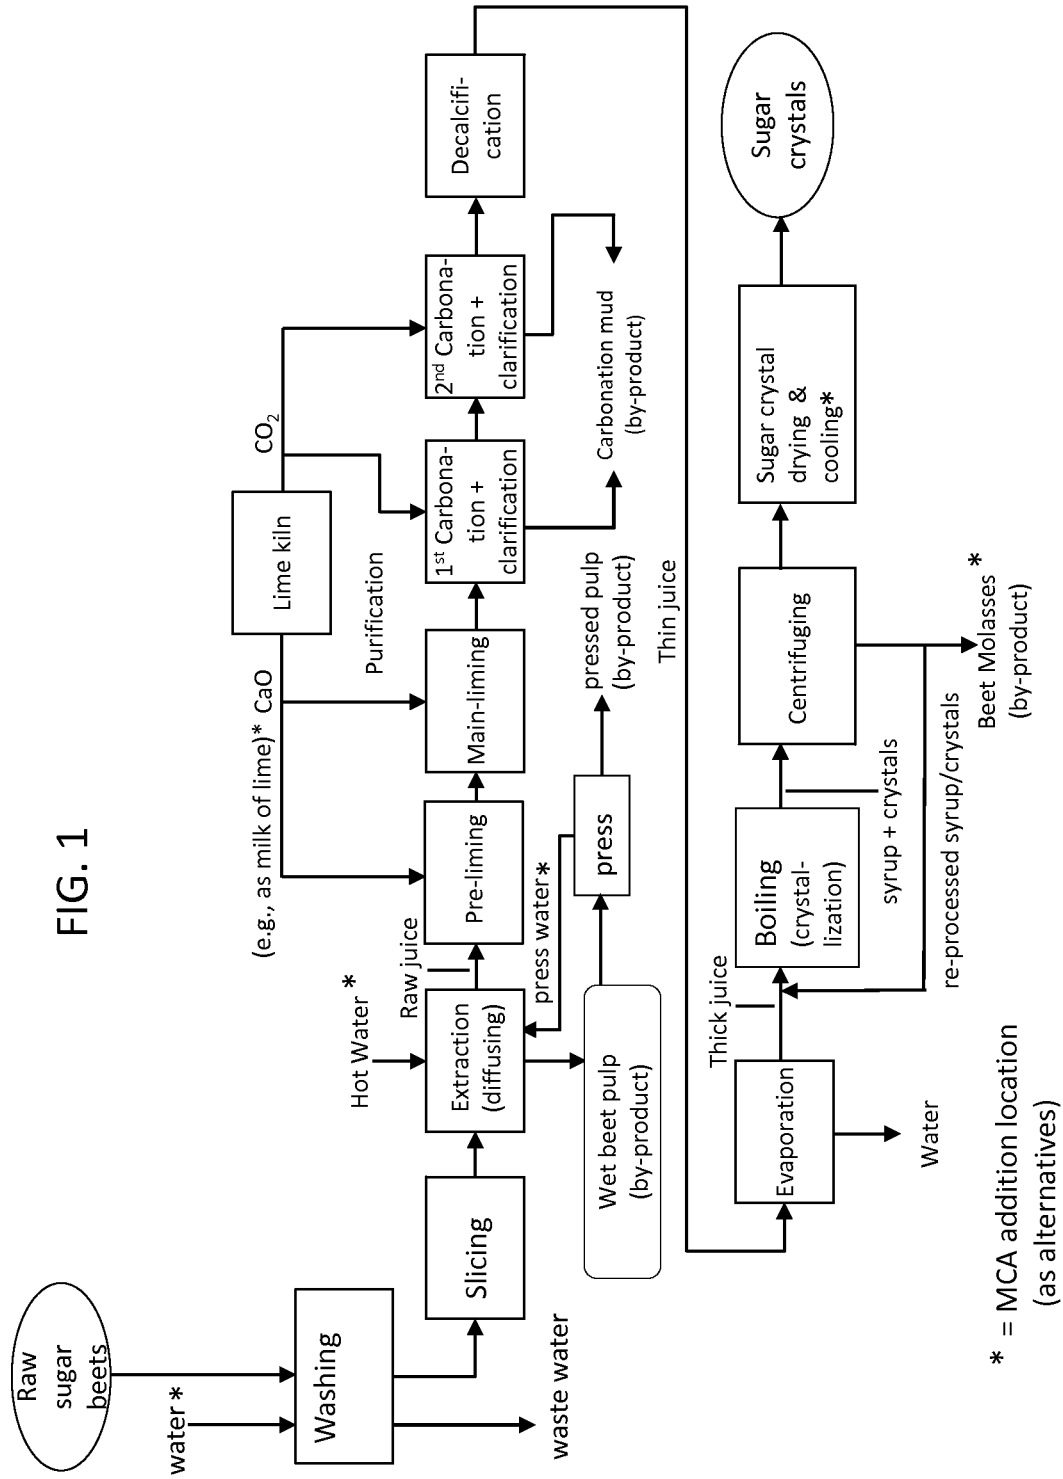 FIG. 1
Raw
sugar
beets
water*
Washing
waste water
Slicing
Hot Water*
Extraction
(diffusing)
Raw juice
press water*
Wet beet pulp
(by-product)
press
pressed pulp
(by-product)
(e.g., as milk of lime)* CaO
Lime kiln
CO2
Purification
Pre-liming
Main-liming
1st Carbona-
tion +
clarification
2nd Carbona-
tion +
clarification
Carbonation mud
(by-product)
Decalcifi-
cation
Thin juice
Evaporation
Water
Thick juice
Boiling
(crystal-
lization)
syrup + crystals
re-processed syrup/crystals
Centrifuging
Beet Molasses*
(by-product)
Sugar crystal
drying &
cooling*
Sugar
crystals
* = MCA addition location
(as alternatives)